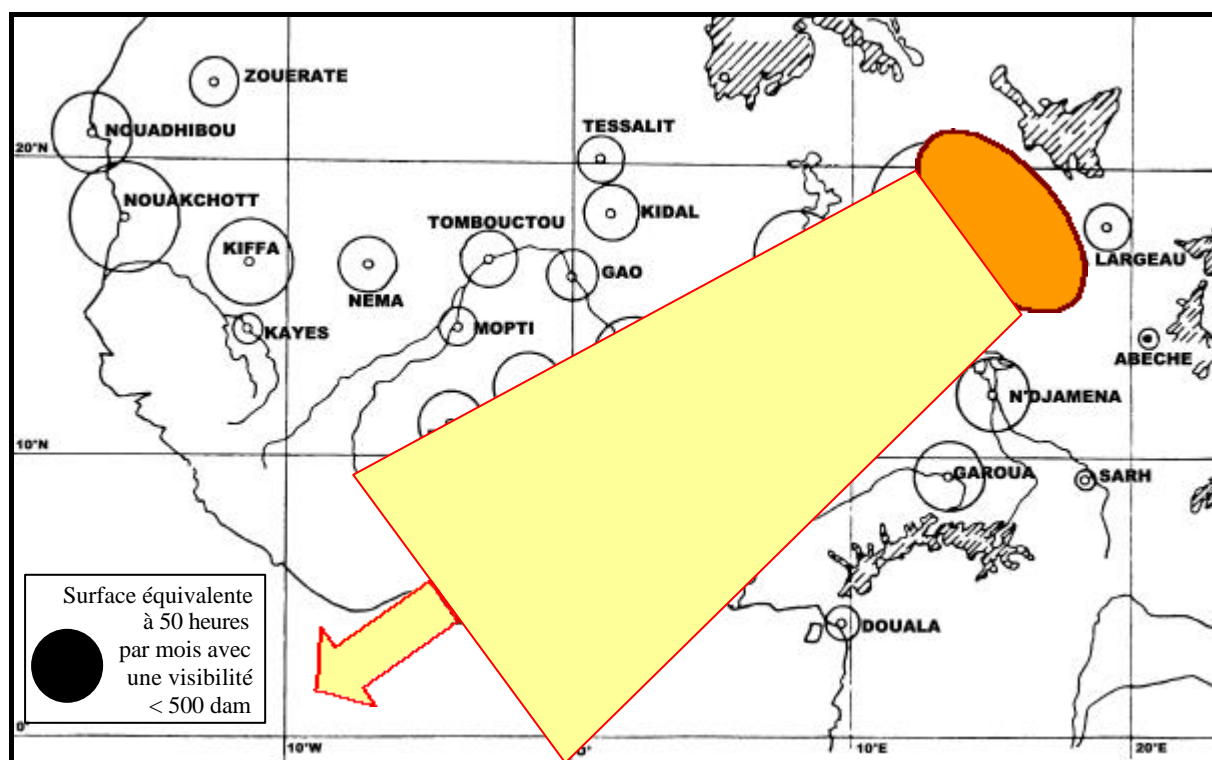 ZOUERATE
NOUADHIBOU
TESSALIT
20°N
NOUAKCHOTT
KIDAL
TOMBOUCTOU
KIFFA
GAO
LARGEAU
NEMA
KAYES
MOPTI
ABECHE
N'DJAMENA
10°N
GAROUA
SARH
DOUALA
Surface équivalente
à 50 heures
par mois avec
une visibilité
< 500 dam
0°
10°W
0°
10°E
20°E